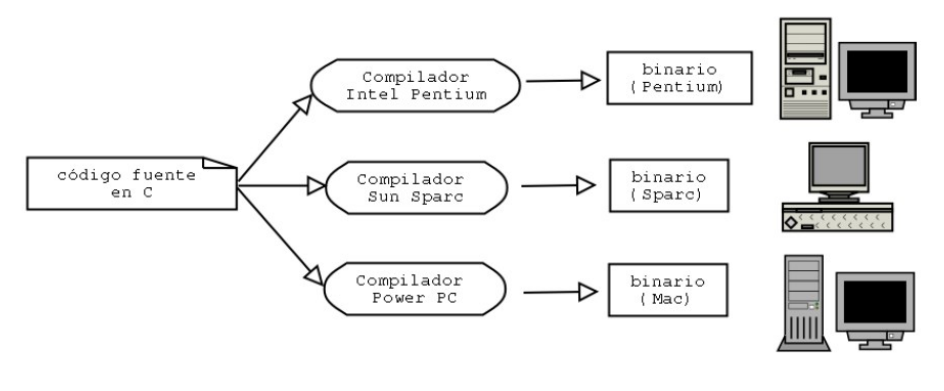 Compilador
Intel Pentium
binario
(Pentium)
código fuente
en C
Compilador
Sun Sparc
binario
(Sparc)
Compilador
Power PC
binario
(Mac)